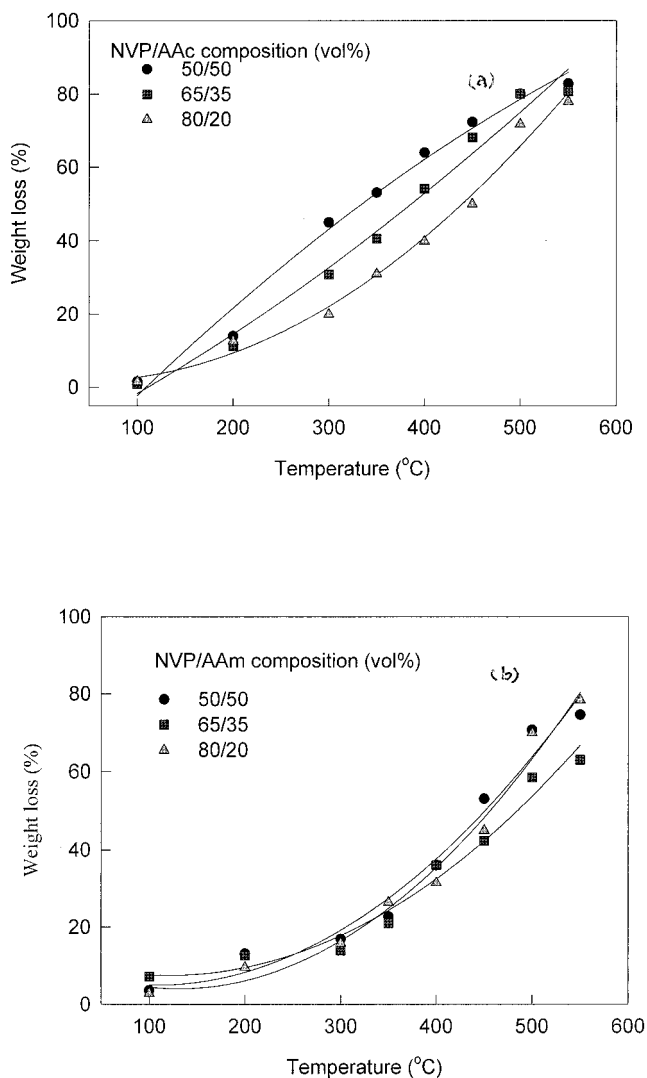 100
NVP/AAc composition (vol%)
50/50
(a)
80
65/35
80/20
60
40
20
0
Weight loss (%)
100 200 300 400 500 600
Temperature (°C)
100
NVP/AAm composition (vol%)
(b)
80
50/50
65/35
80/20
60
40
20
0
Weight loss (%)
100 200 300 400 500 600
Temperature (°C)